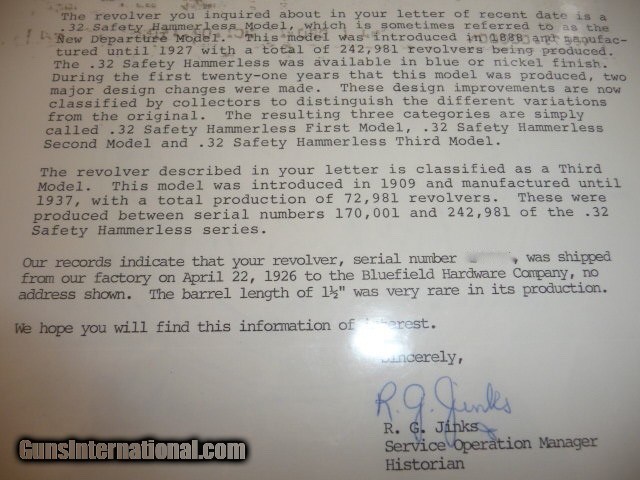 The revolver you inquired about in your letter of recent date is a
.32 Safety Hammerless Model, which is sometimes referred to as the
New Departure Model. This model was introduced in 1888 and manufac-
tured until 1927 with a total of 242,981 revolvers being produced.
The .32 Safety Hammerless was available in blue or nickel finish.
During the first twenty-one years that this model was produced, two
major design changes were made. These design improvements are now
classified by collectors to distinguish the different variations
from the original. The resulting three categories are simply
called .32 Safety Hammerless First Model, .32 Safety Hammerless
Second Model and .32 Safety Hammerless Third Model.
The revolver described in your letter is classified as a Third
Model. This model was introduced in 1909 and manufactured until
1937, with a total production of 72,981 revolvers. These were
produced between serial numbers 170,001 and 242,981 of the .32
Safety Hammerless series.
Our records indicate that your revolver, serial number , was shipped
from our factory on April 22, 1926 to the Bluefield Hardware Company, no
address shown. The barrel length of 1½" was very rare in its production.
We hope you will find this information of interest.
Sincerely,
R. G. Jinks
R. G. Jinks
Service Operation Manager
Historian
GunsInternational.com